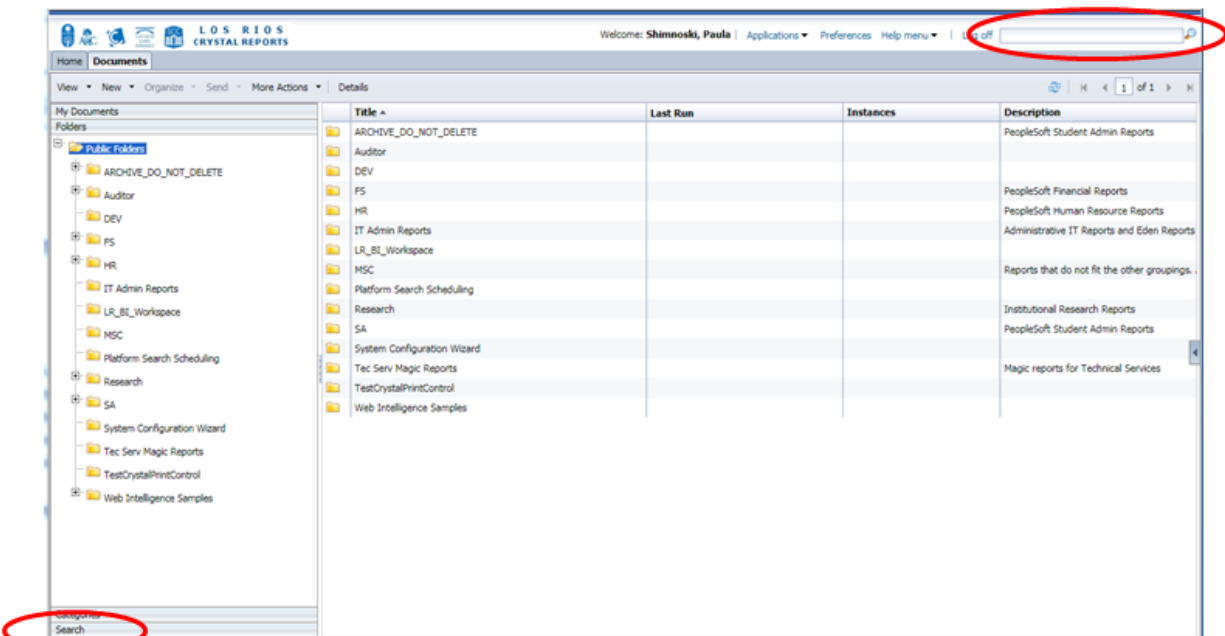 LOS RIOS
CRYSTAL REPORTS
Welcome: Shimnoski, Paula | Applications Preferences Help menu | Log off
Home Documents
View New Organize Send More Actions Details
1 of 1
My Documents
Folders
Public Folders
ARCHIVE_DO_NOT_DELETE
Auditor
DEV
FS
HR
IT Admin Reports
LR_BI_Workspace
MSC
Platform Search Scheduling
Research
SA
System Configuration Wizard
Tec Serv Magic Reports
TestCrystalPrintControl
Web Intelligence Samples
Categories
Search
Title Last Run Instances Description
ARCHIVE_DO_NOT_DELETE PeopleSoft Student Admin Reports
Auditor
DEV
FS PeopleSoft Financial Reports
HR PeopleSoft Human Resource Reports
IT Admin Reports Administrative IT Reports and Eden Reports
LR_BI_Workspace
MSC Reports that do not fit the other groupings.
Platform Search Scheduling
Research Institutional Research Reports
SA PeopleSoft Student Admin Reports
System Configuration Wizard
Tec Serv Magic Reports Magic reports for Technical Services
TestCrystalPrintControl
Web Intelligence Samples